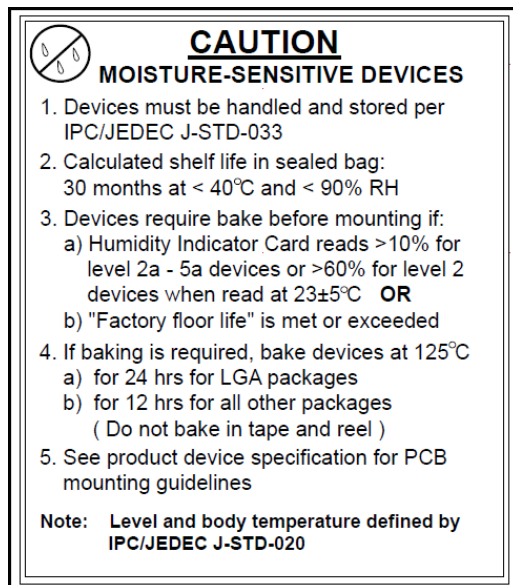 CAUTION
MOISTURE-SENSITIVE DEVICES
1. Devices must be handled and stored per
IPC/JEDEC J-STD-033
2. Calculated shelf life in sealed bag:
30 months at < 40°C and < 90% RH
3. Devices require bake before mounting if:
a) Humidity Indicator Card reads >10% for
level 2a - 5a devices or >60% for level 2
devices when read at 23±5°C OR
b) "Factory floor life" is met or exceeded
4. If baking is required, bake devices at 125°C
a) for 24 hrs for LGA packages
b) for 12 hrs for all other packages
( Do not bake in tape and reel )
5. See product device specification for PCB
mounting guidelines
Note: Level and body temperature defined by
IPC/JEDEC J-STD-020